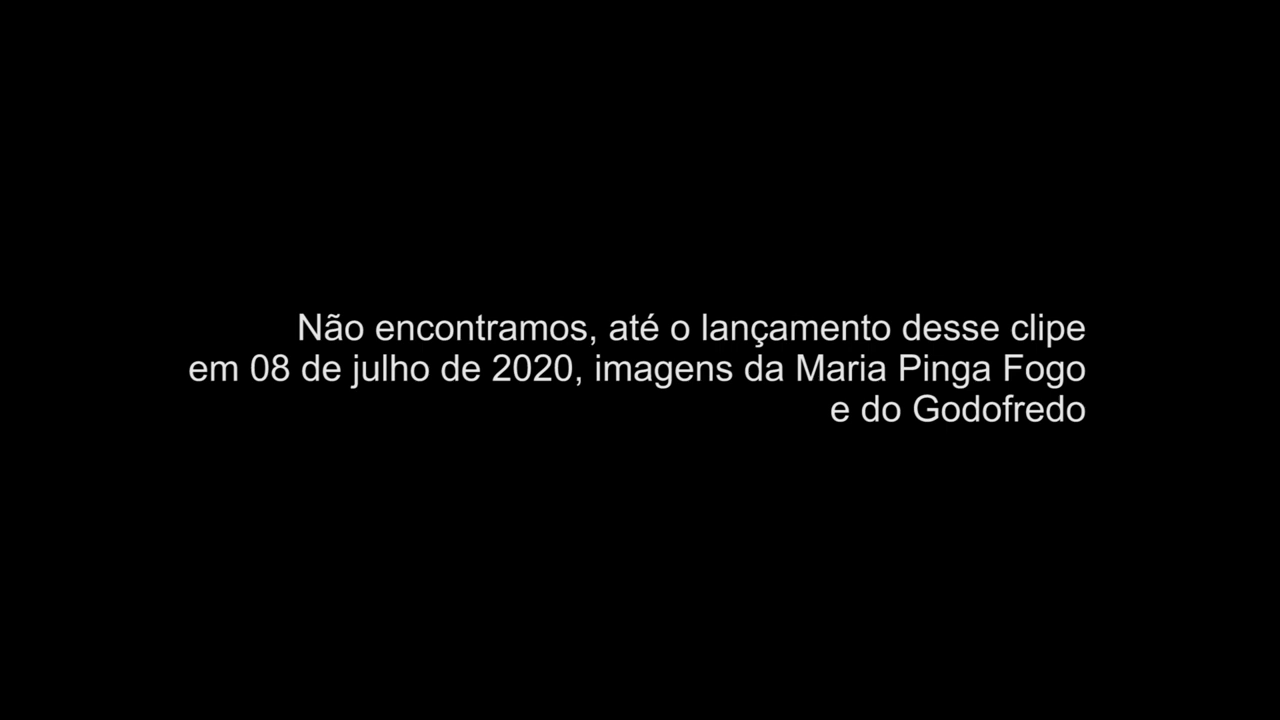 Não encontramos, até o lançamento desse clipe
em 08 de julho de 2020, imagens da Maria Pinga Fogo
e do Godofredo